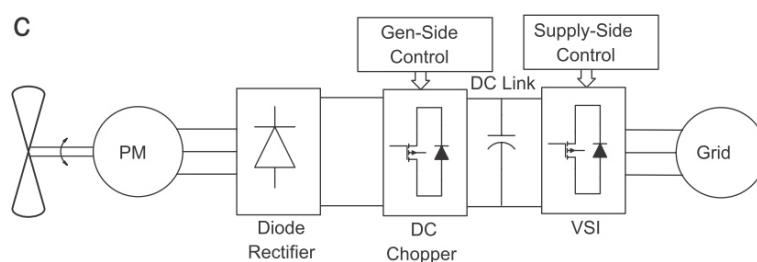 C
Gen-Side
Control
Supply-Side
Control
DC Link
PM
Grid
Diode
Rectifier
DC
Chopper
VSI